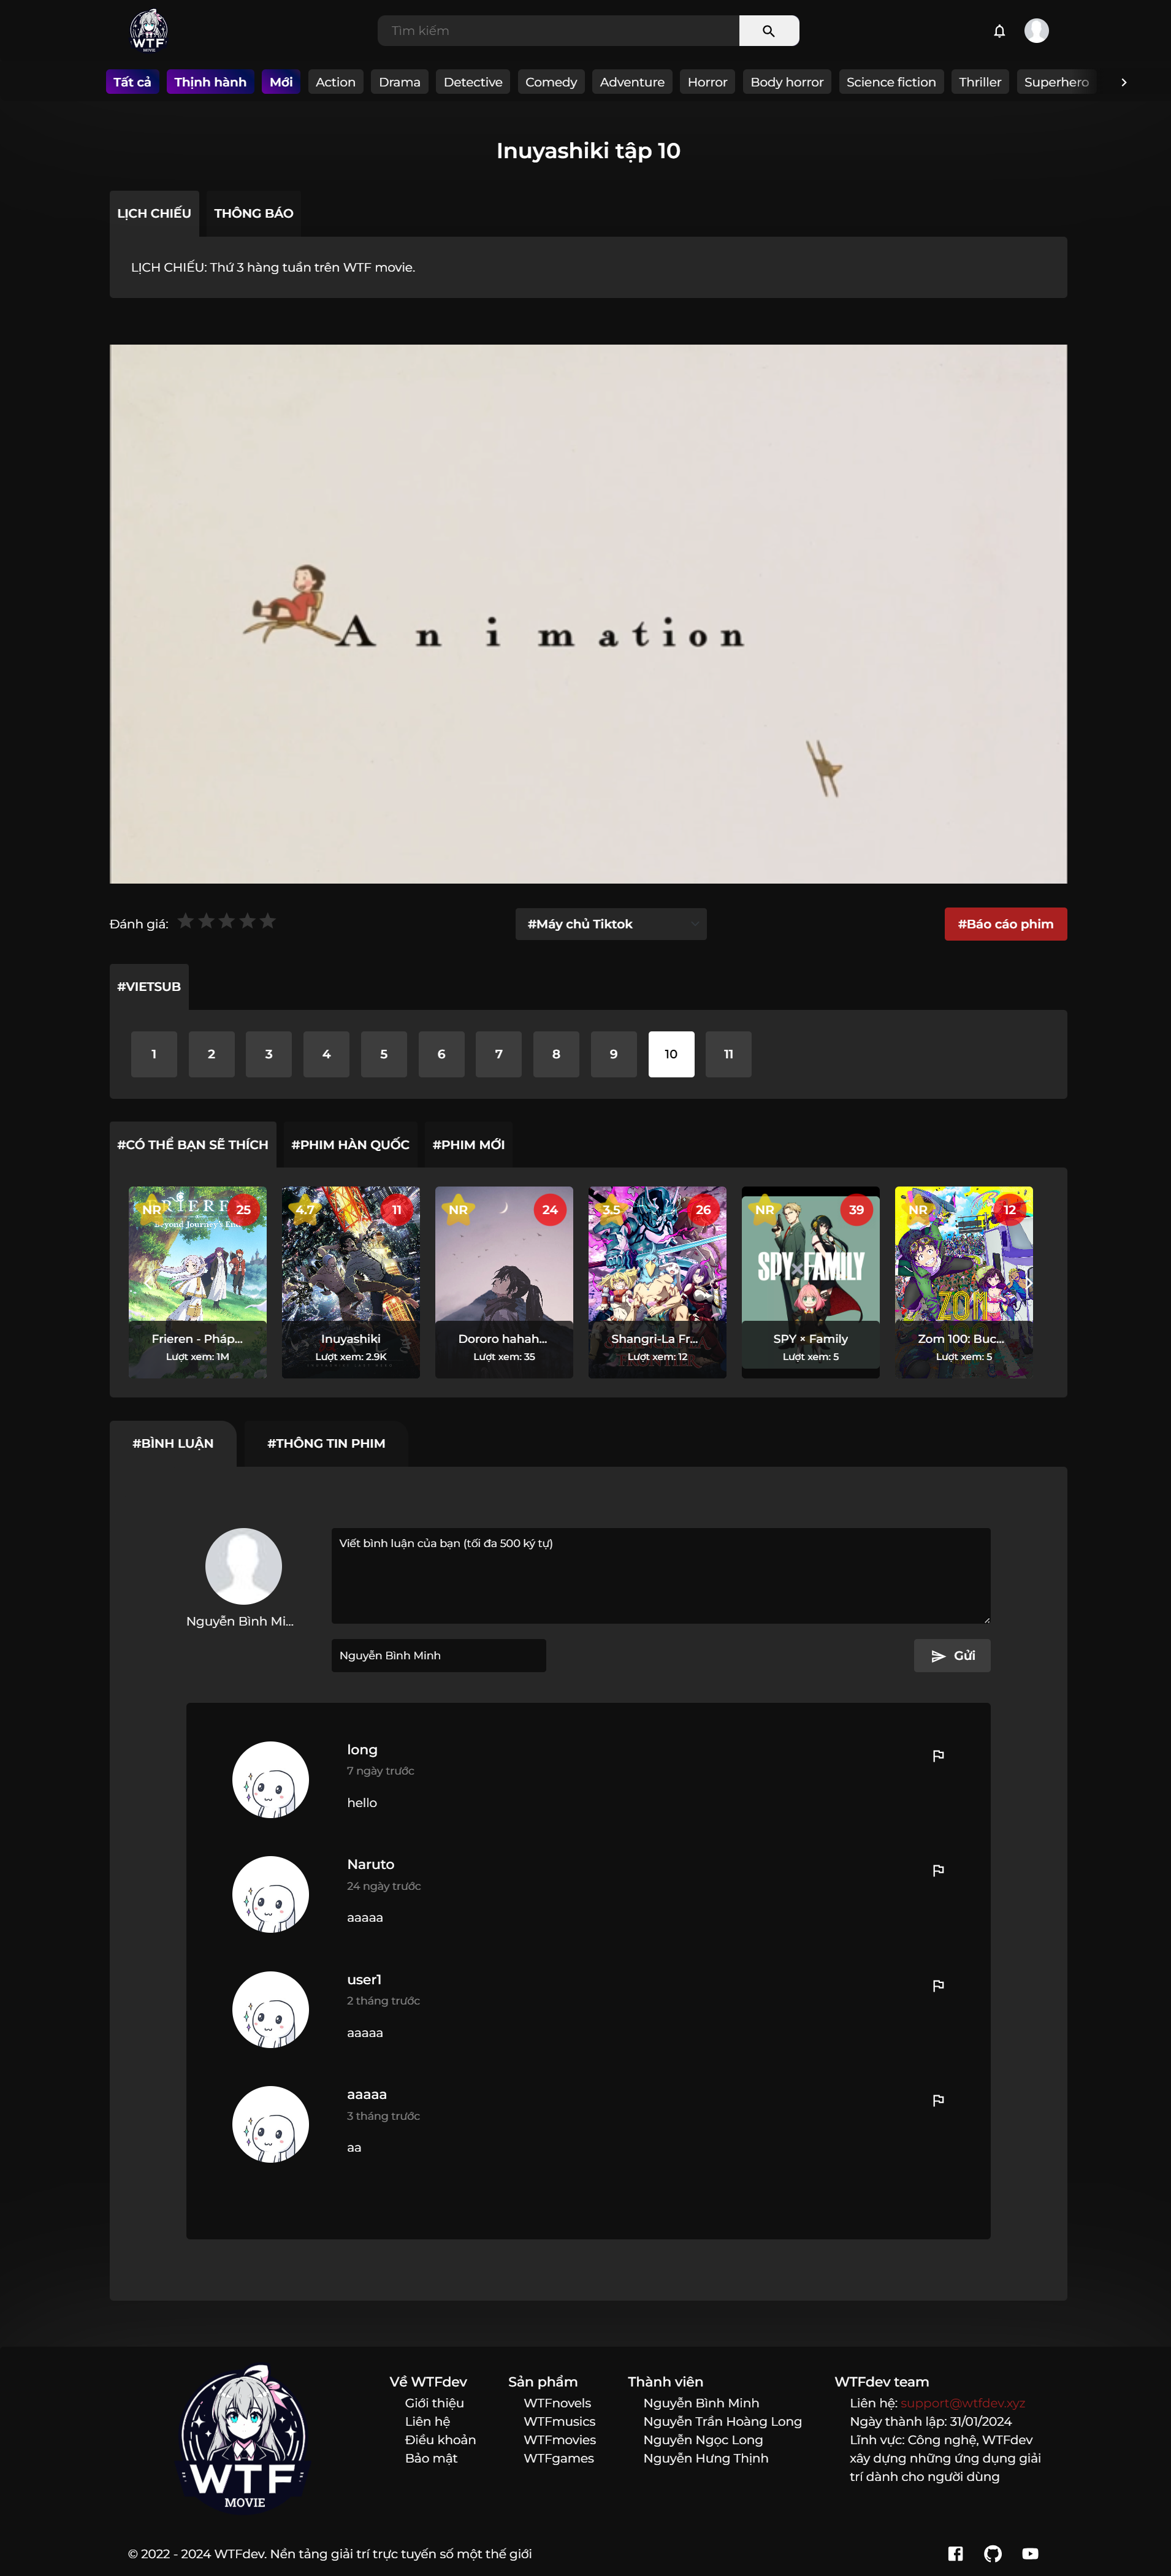 WTF
MOVIE
Tìm kiếm
Tất cả Thịnh hành Mới Action Drama Detective Comedy Adventure Horror Body horror Science fiction Thriller Superhero
Inuyashiki tập 10
LỊCH CHIẾU THÔNG BÁO
LỊCH CHIẾU: Thứ 3 hàng tuần trên WTF movie.
Animation
Đánh giá:
#Máy chủ Tiktok
#Báo cáo phim
#VIETSUB
1 2 3 4 5 6 7 8 9 10 11
#CÓ THỂ BẠN SẼ THÍCH #PHIM HÀN QUỐC #PHIM MỚI
NR 25 4.7 11 NR 24 3.5 26 NR 39 NR 12
FRIEREN
Beyond Journey's End
SPY×FAMILY
ZOM
Frieren - Pháp... Inuyashiki Dororo hahah... Shangri-La Fr... SPY × Family Zom 100: Buc...
Lượt xem: 1M Lượt xem: 2.9K Lượt xem: 35 Lượt xem: 12 Lượt xem: 5 Lượt xem: 5
#BÌNH LUẬN #THÔNG TIN PHIM
Viết bình luận của bạn (tối đa 500 ký tự)
Nguyễn Bình Mi...
Nguyễn Bình Minh
Gửi
long
7 ngày trước
hello
Naruto
24 ngày trước
aaaaa
user1
2 tháng trước
aaaaa
aaaaa
3 tháng trước
aa
WTF
MOVIE
Về WTFdev
Giới thiệu
Liên hệ
Điều khoản
Bảo mật
Sản phẩm
WTFnovels
WTFmusics
WTFmovies
WTFgames
Thành viên
Nguyễn Bình Minh
Nguyễn Trần Hoàng Long
Nguyễn Ngọc Long
Nguyễn Hưng Thịnh
WTFdev team
Liên hệ: support@wtfdev.xyz
Ngày thành lập: 31/01/2024
Lĩnh vực: Công nghệ, WTFdev
xây dựng những ứng dụng giải
trí dành cho người dùng
© 2022 - 2024 WTFdev. Nền tảng giải trí trực tuyến số một thế giới